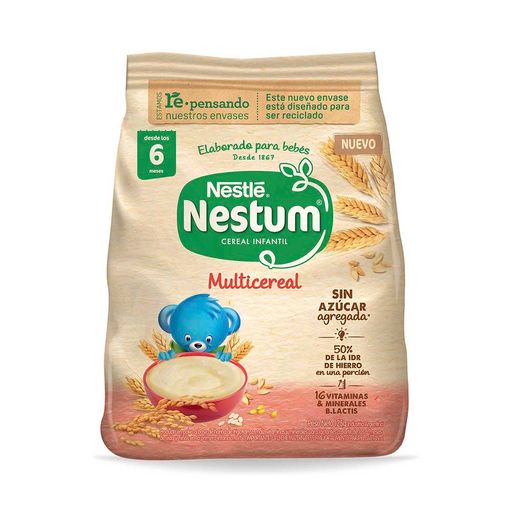 ESTAMOS
re·pensando
nuestros envases
Este nuevo envase
está diseñado para
ser reciclado
desde los
6
meses
Elaborado para bebés
Desde 1867
NUEVO
Nestlé®
Nestum®
CEREAL INFANTIL
Multicereal
SIN
AZÚCAR
agregada*
50%
DE LA IDR
DE HIERRO
en una porción
16 VITAMINAS
& MINERALES
B.LACTIS
Peso Neto